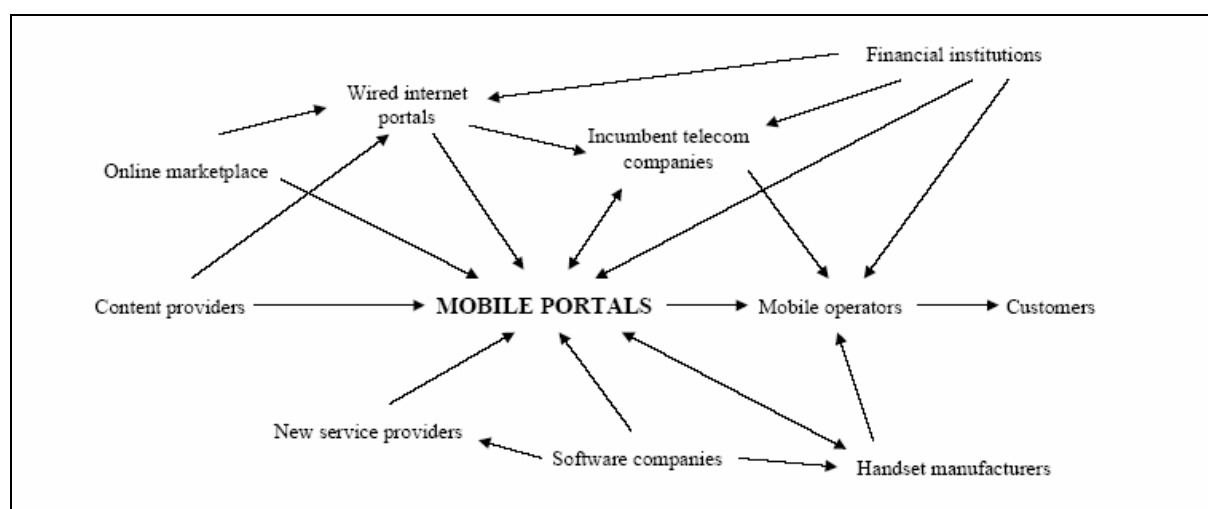 Financial institutions
Wired internet
portals
Incumbent telecom
companies
Online marketplace
Content providers
MOBILE PORTALS
Mobile operators
Customers
New service providers
Software companies
Handset manufacturers